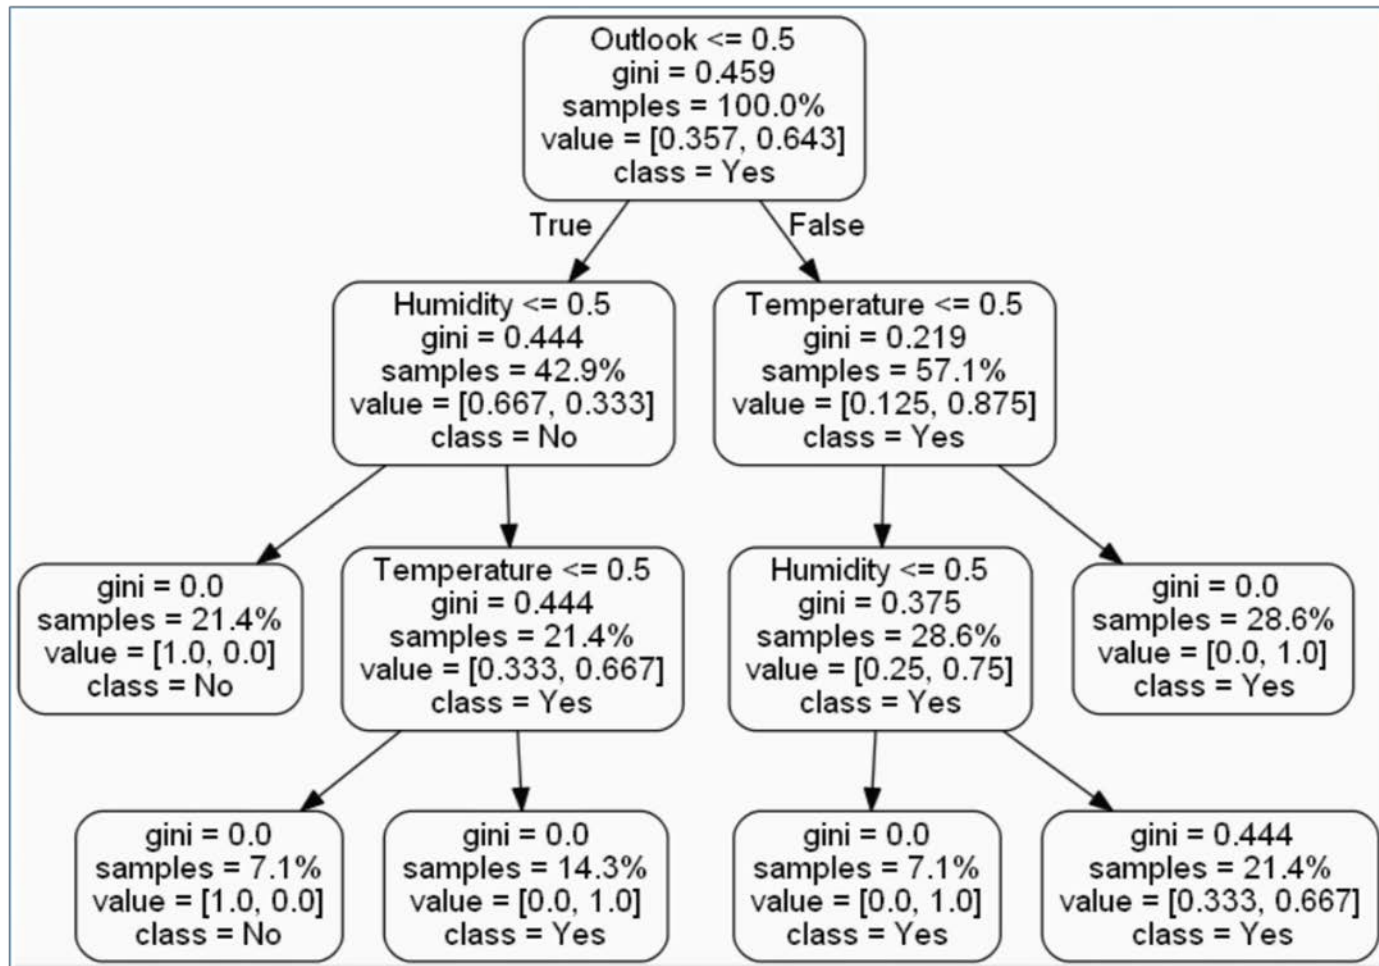 Outlook <= 0.5
gini = 0.459
samples = 100.0%
value = [0.357, 0.643]
class = Yes
True
False
Humidity <= 0.5
gini = 0.444
samples = 42.9%
value = [0.667, 0.333]
class = No
Temperature <= 0.5
gini = 0.219
samples = 57.1%
value = [0.125, 0.875]
class = Yes
gini = 0.0
samples = 21.4%
value = [1.0, 0.0]
class = No
Temperature <= 0.5
gini = 0.444
samples = 21.4%
value = [0.333, 0.667]
class = Yes
Humidity <= 0.5
gini = 0.375
samples = 28.6%
value = [0.25, 0.75]
class = Yes
gini = 0.0
samples = 28.6%
value = [0.0, 1.0]
class = Yes
gini = 0.0
samples = 7.1%
value = [1.0, 0.0]
class = No
gini = 0.0
samples = 14.3%
value = [0.0, 1.0]
class = Yes
gini = 0.0
samples = 7.1%
value = [0.0, 1.0]
class = Yes
gini = 0.444
samples = 21.4%
value = [0.333, 0.667]
class = Yes